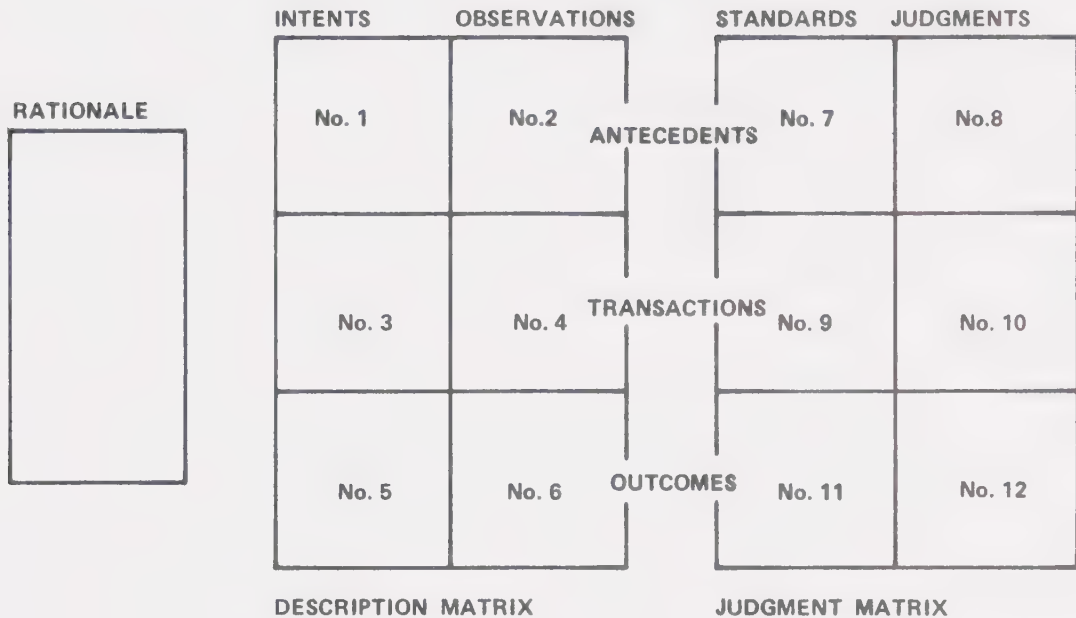 INTENTS OBSERVATIONS STANDARDS JUDGMENTS
RATIONALE
No. 1 No.2 No. 7 No.8
ANTECEDENTS
TRANSACTIONS
No. 3 No. 4 No. 9 No. 10
OUTCOMES
No. 5 No. 6 No. 11 No. 12
DESCRIPTION MATRIX JUDGMENT MATRIX